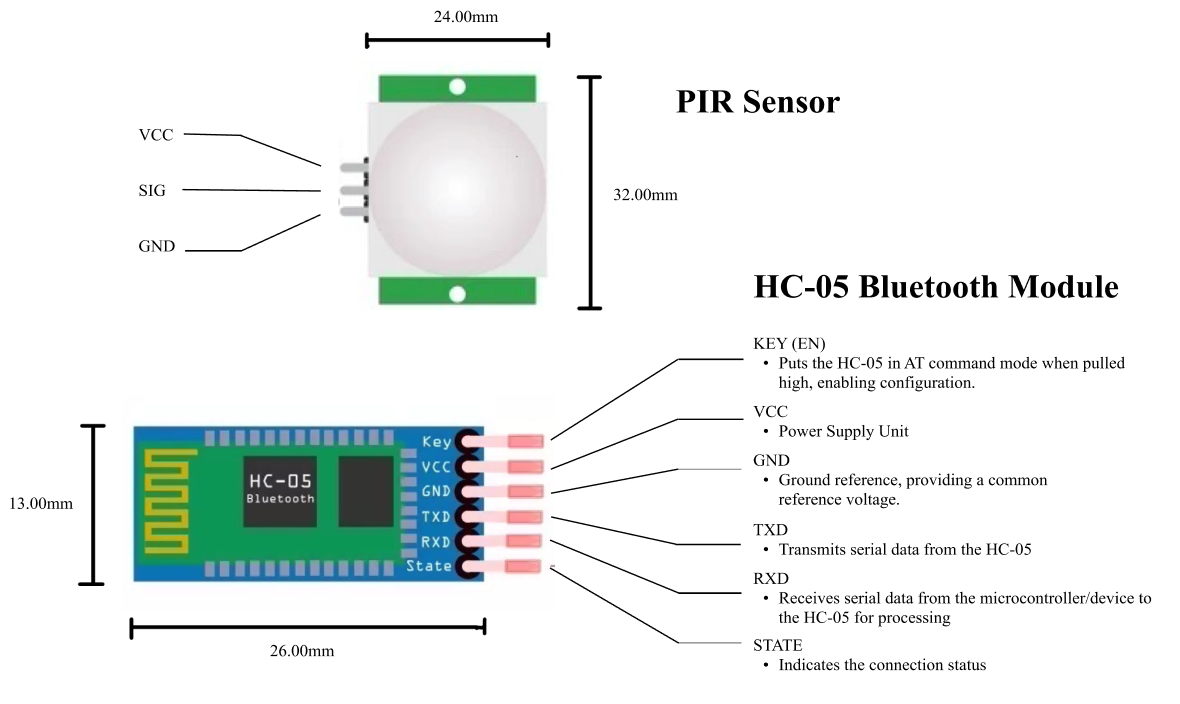 24.00mm
PIR Sensor
VCC
SIG
GND
32.00mm
HC-05 Bluetooth Module
KEY (EN)
• Puts the HC-05 in AT command mode when pulled
high, enabling configuration.
VCC
• Power Supply Unit
GND
• Ground reference, providing a common
reference voltage.
TXD
• Transmits serial data from the HC-05
RXD
• Receives serial data from the microcontroller/device to
the HC-05 for processing
STATE
• Indicates the connection status
Key
VCC
GND
TXD
RXD
State
HC-05
Bluetooth
13.00mm
26.00mm